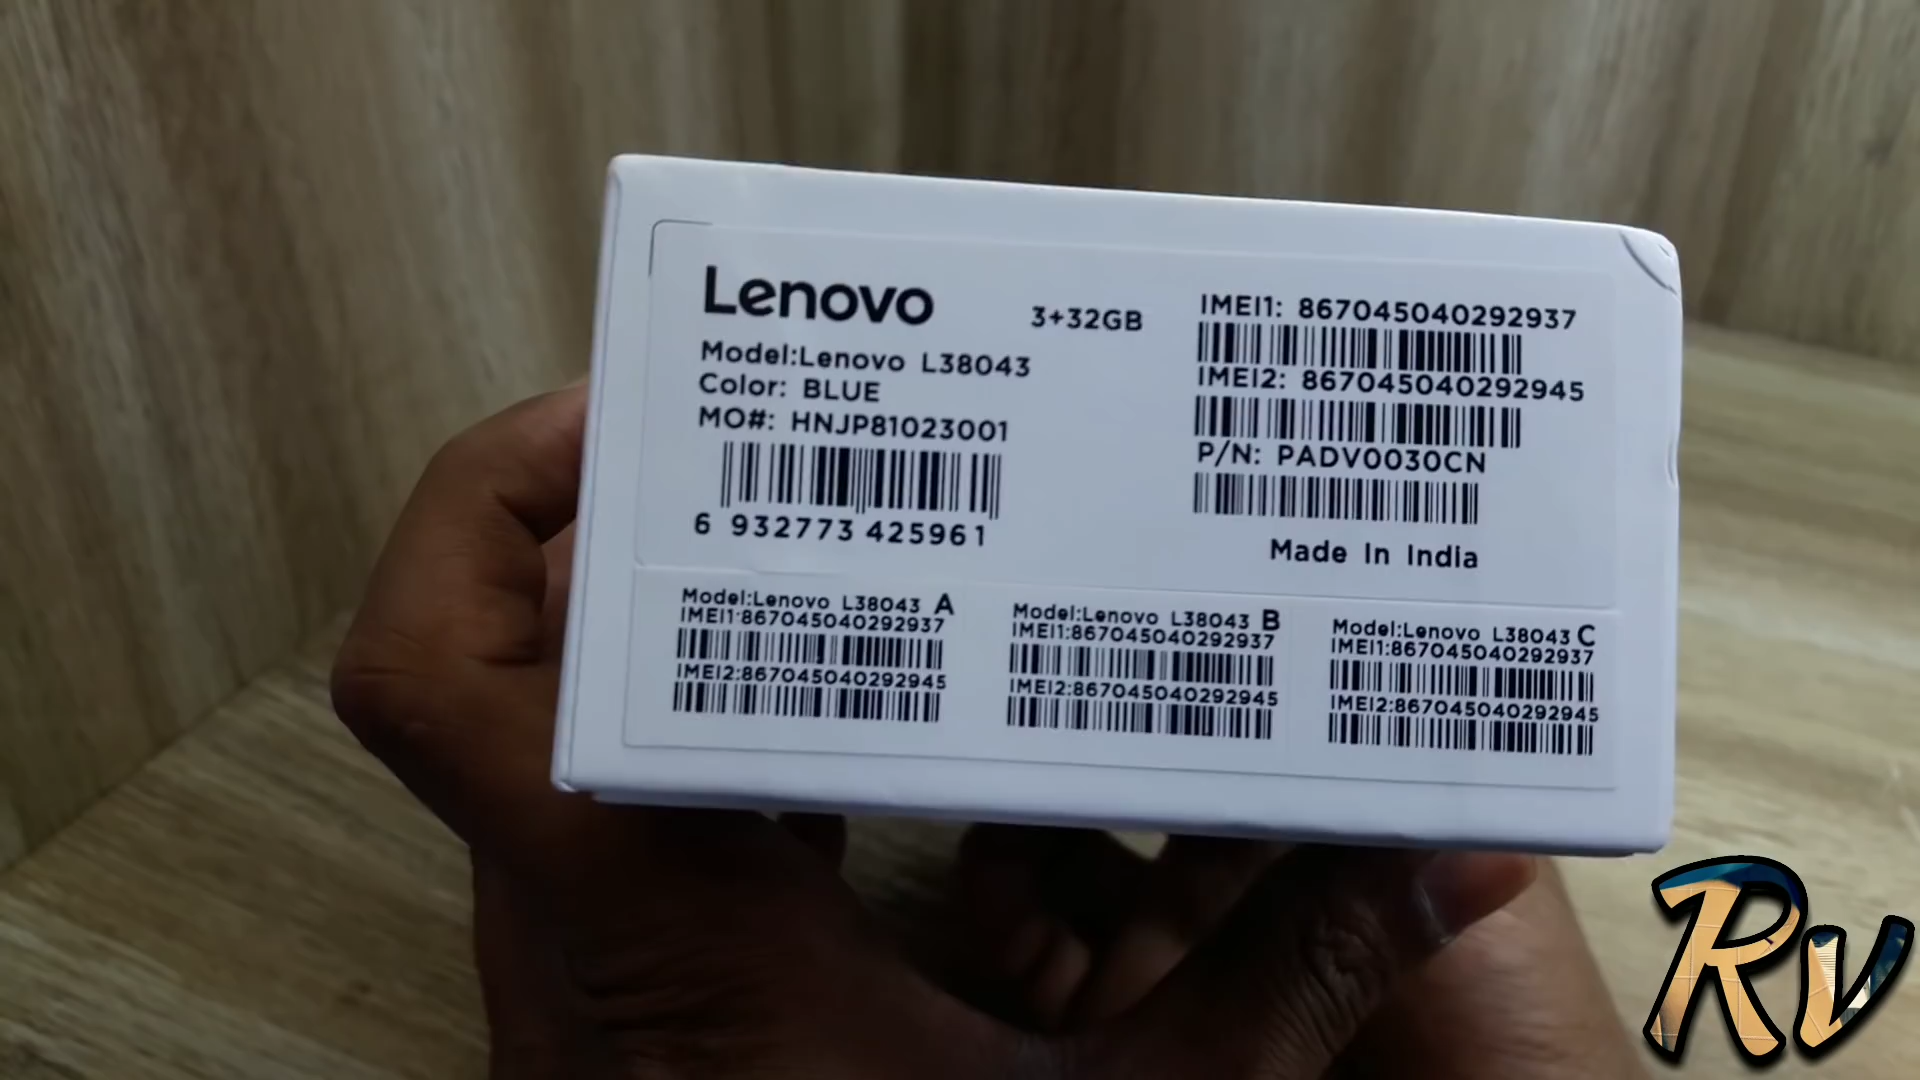 Lenovo
3+32GB
Model:Lenovo L38043
Color: BLUE
MO#: HNJP81023001
6 932773 425961
IMEI1: 867045040292937
IMEI2: 867045040292945
P/N: PADV0030CN
Made In India
Model:Lenovo L38043 A
IMEI1:867045040292937
IMEI2:867045040292945
Model:Lenovo L38043 B
IMEI1:867045040292937
IMEI2:867045040292945
Model:Lenovo L38043 C
IMEI1:867045040292937
IMEI2:867045040292945
RV